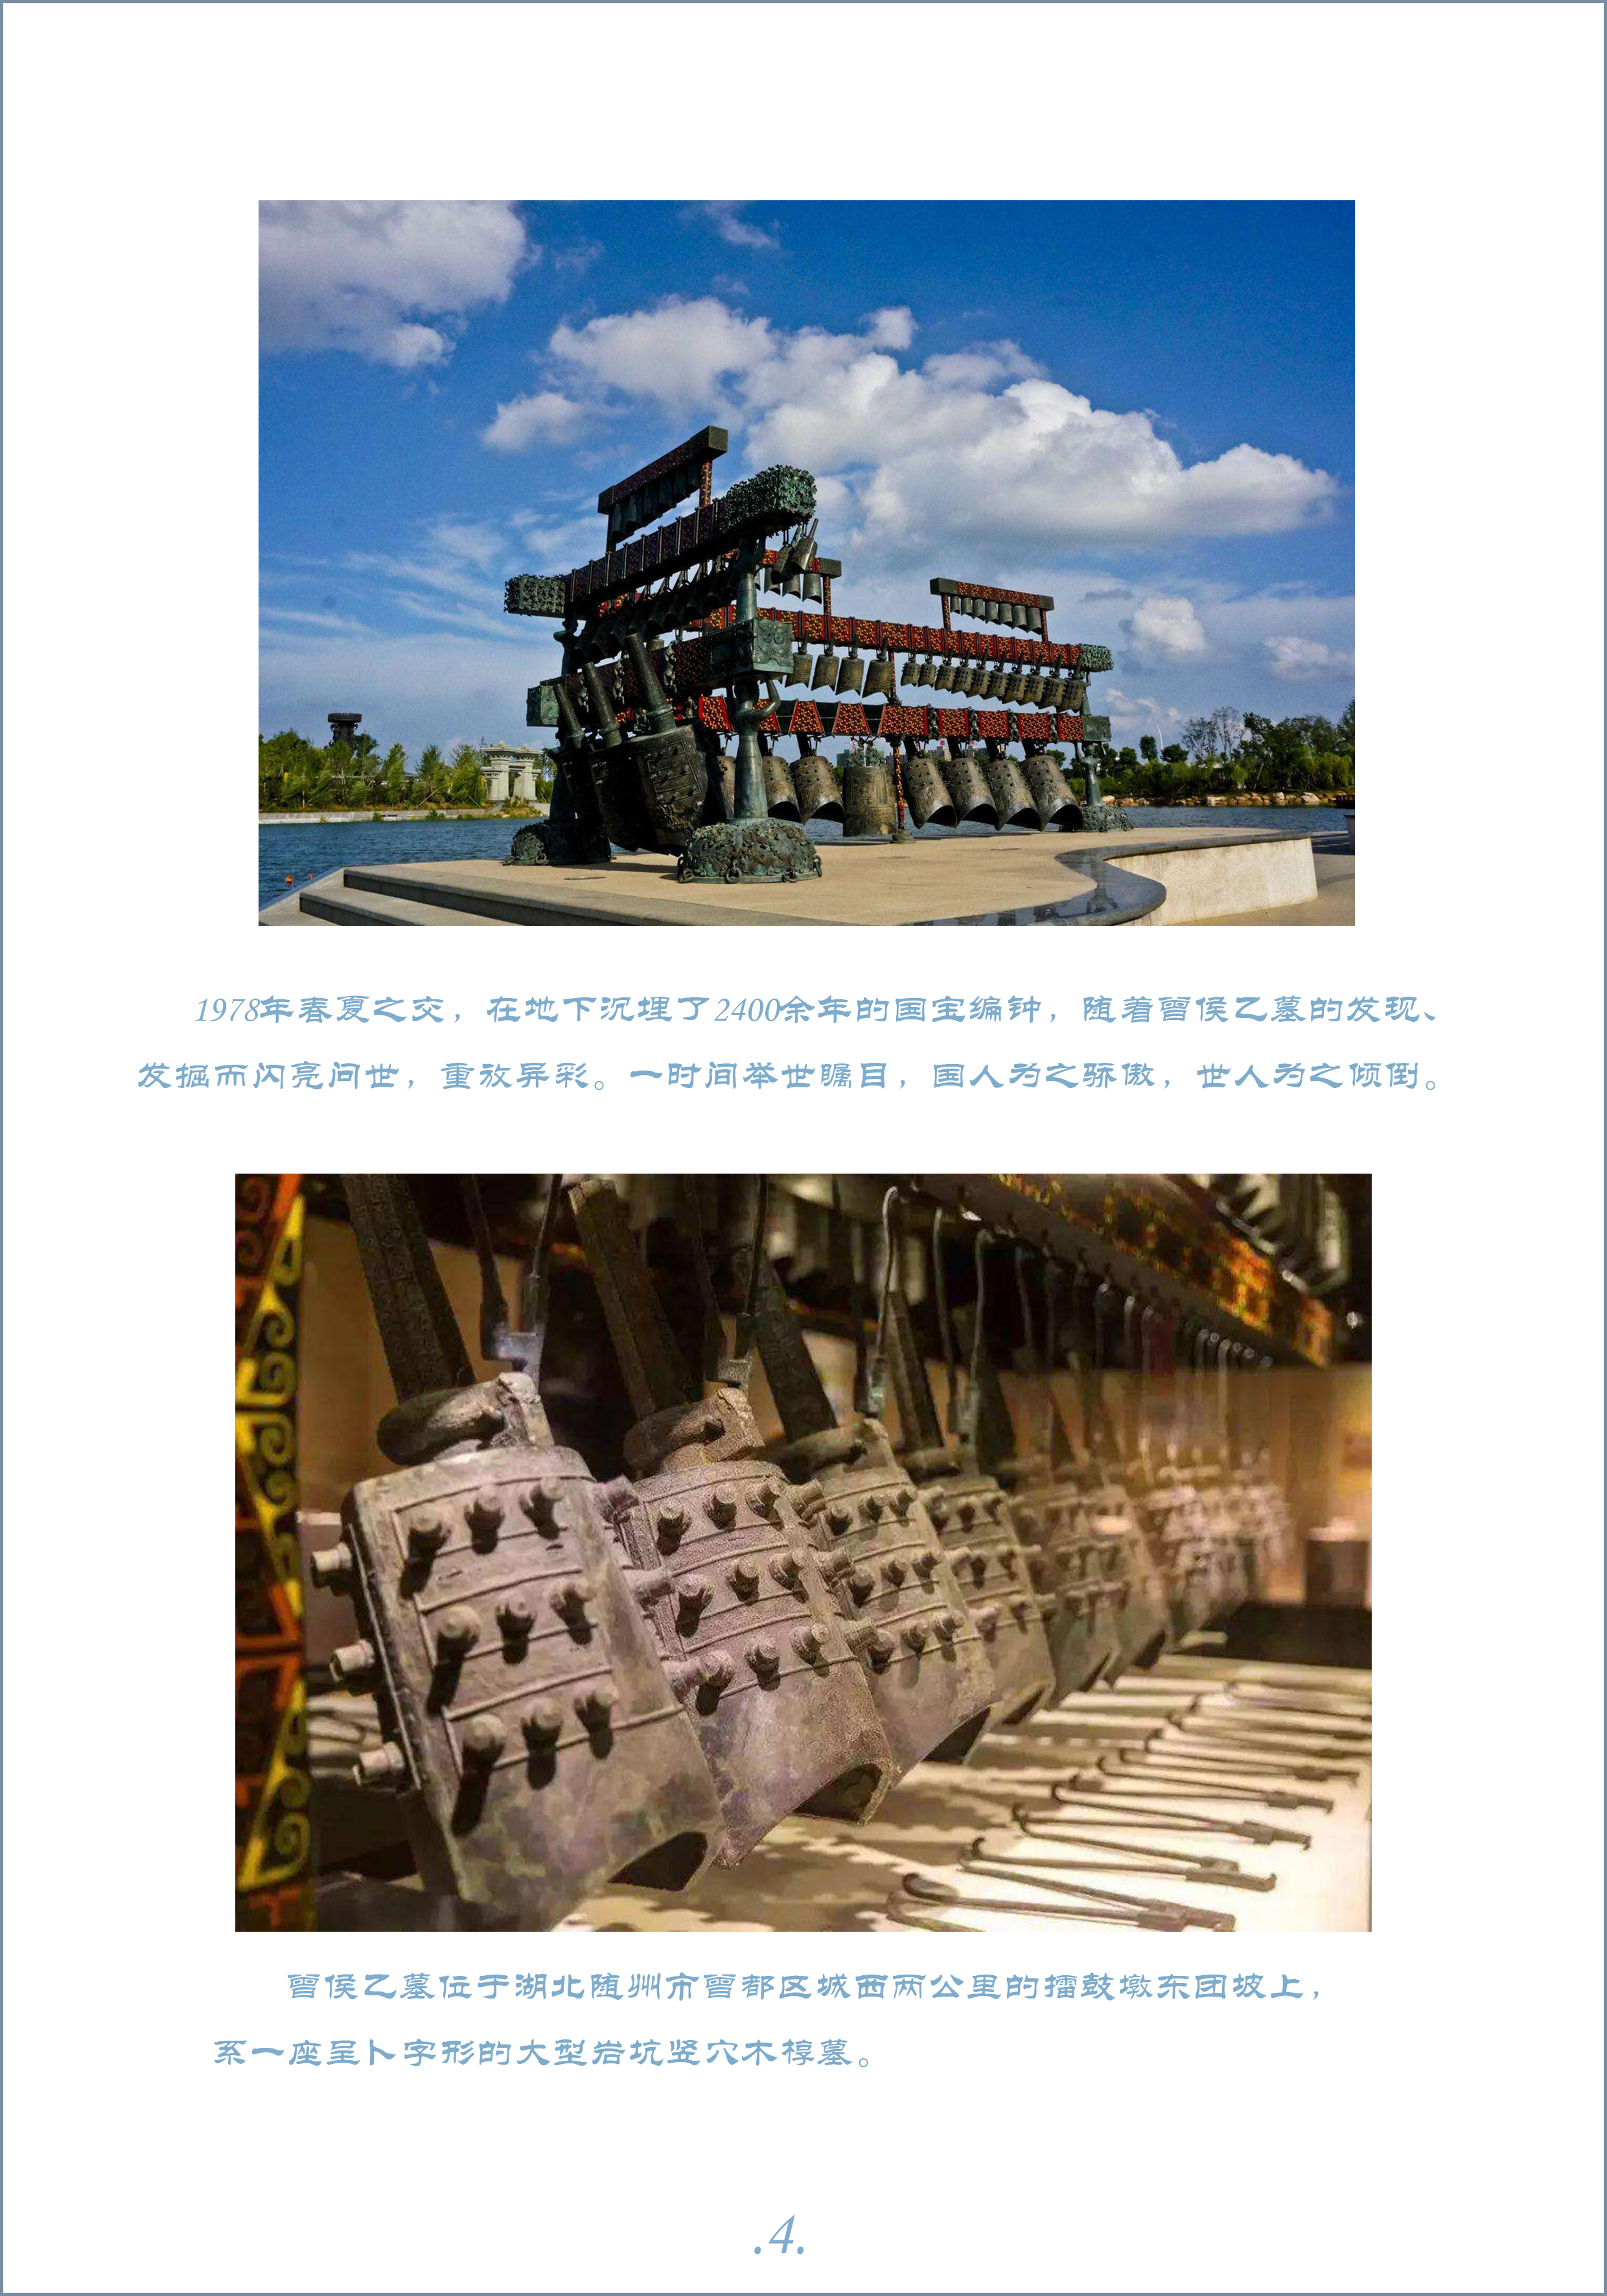 1978年春夏之交，在地下沉埋了2400余年的国宝编钟，随着曾侯乙墓的发现、
发掘而闪亮问世，重放异彩。一时间举世瞩目，国人为之骄傲，世人为之倾倒。
曾侯乙墓位于湖北随州市曾都区城西两公里的擂鼓墩东团坡上，
系一座呈卜字形的大型岩坑竖穴木椁墓。
.4.